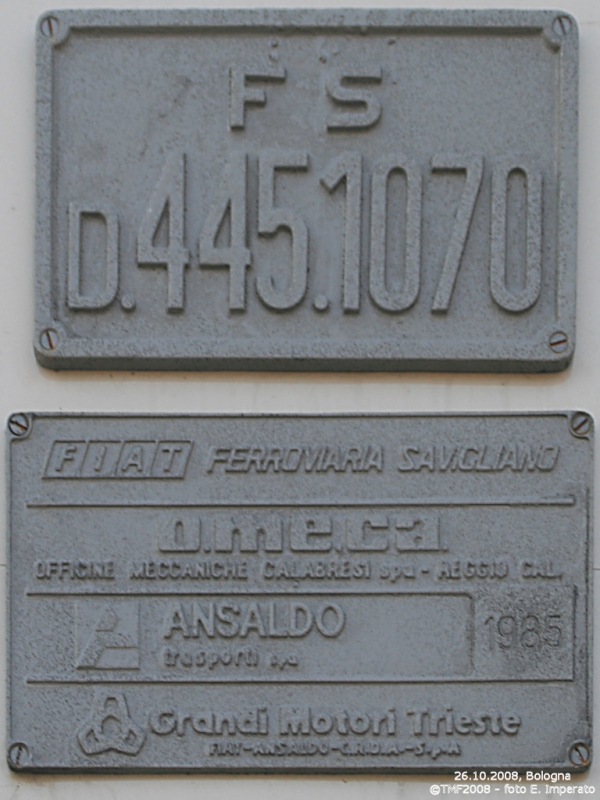 F S
D.445.1070
FIAT FERROVIARIA SAVIGLIANO
o.me.ca.
OFFICINE MECCANICHE CALABRESI spa - REGGIO CAL.
ANSALDO
trasporti spa
1985
Grandi Motori Trieste
FIAT-ANSALDO-C.R.D.A.-S.p.A
26.10.2008, Bologna
©TMF2008 - foto E. Imperato